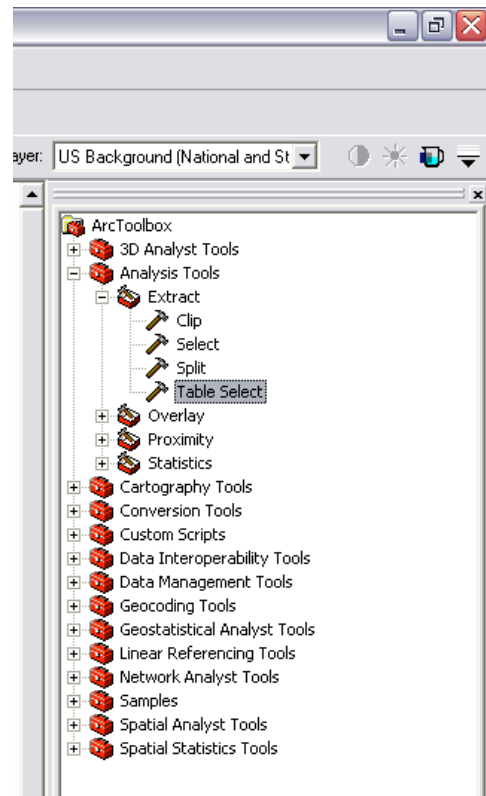 ayer: US Background (National and St
ArcToolbox
3D Analyst Tools
Analysis Tools
Extract
Clip
Select
Split
Table Select
Overlay
Proximity
Statistics
Cartography Tools
Conversion Tools
Custom Scripts
Data Interoperability Tools
Data Management Tools
Geocoding Tools
Geostatistical Analyst Tools
Linear Referencing Tools
Network Analyst Tools
Samples
Spatial Analyst Tools
Spatial Statistics Tools